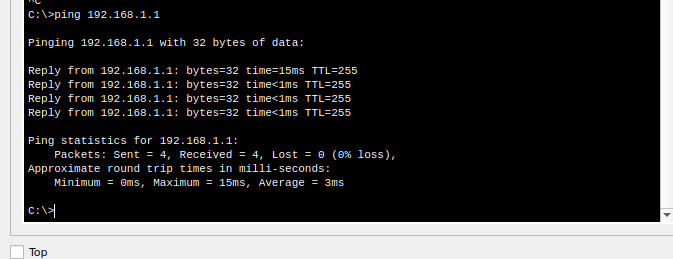 ^C
C:\>ping 192.168.1.1
Pinging 192.168.1.1 with 32 bytes of data:
Reply from 192.168.1.1: bytes=32 time=15ms TTL=255
Reply from 192.168.1.1: bytes=32 time<1ms TTL=255
Reply from 192.168.1.1: bytes=32 time<1ms TTL=255
Reply from 192.168.1.1: bytes=32 time<1ms TTL=255
Ping statistics for 192.168.1.1:
Packets: Sent = 4, Received = 4, Lost = 0 (0% loss),
Approximate round trip times in milli-seconds:
Minimum = 0ms, Maximum = 15ms, Average = 3ms
C:\>
Top